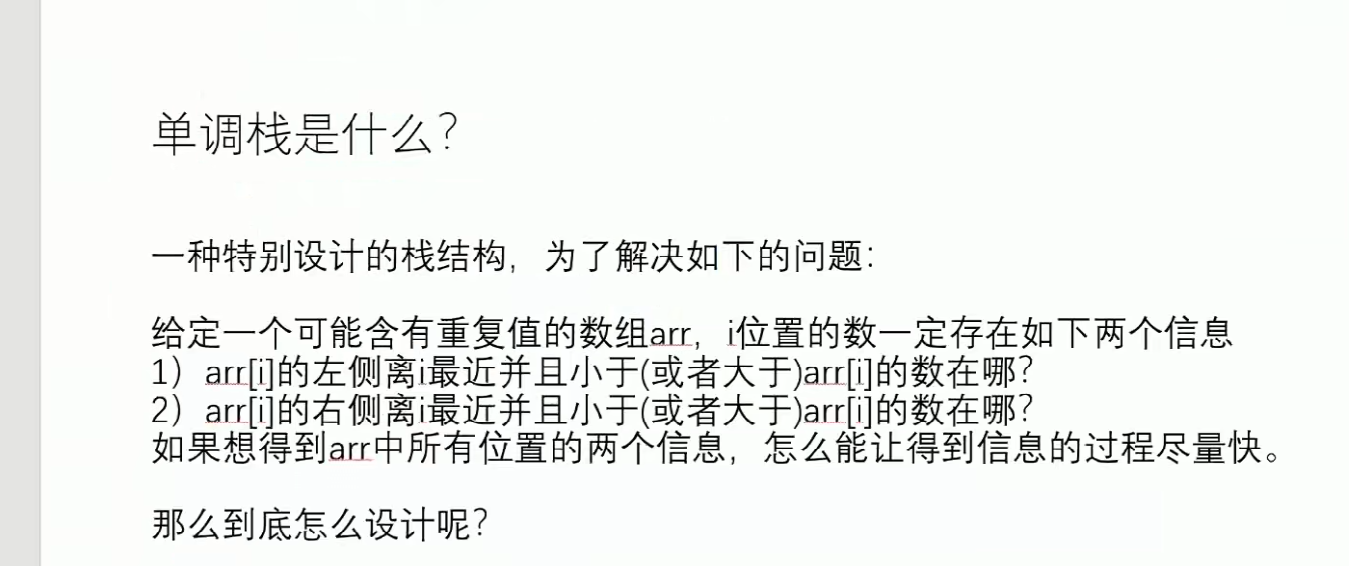 单调栈是什么？
一种特别设计的栈结构，为了解决如下的问题：
给定一个可能含有重复值的数组arr，i位置的数一定存在如下两个信息
1）arr[i]的左侧离i最近并且小于(或者大于)arr[i]的数在哪？
2）arr[i]的右侧离i最近并且小于(或者大于)arr[i]的数在哪？
如果想得到arr中所有位置的两个信息，怎么能让得到信息的过程尽量快。
那么到底怎么设计呢？